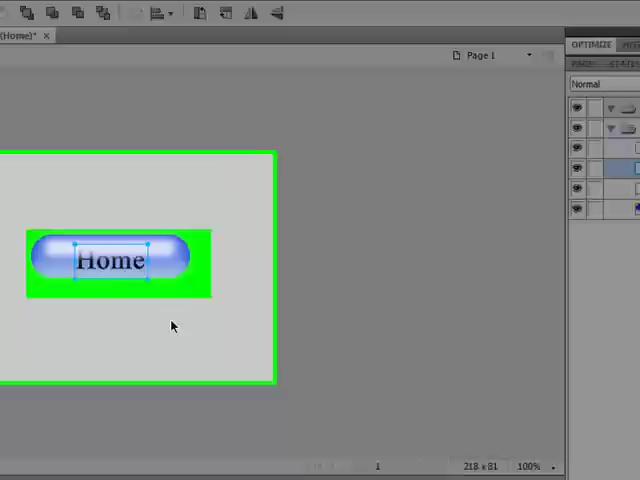 (Home)*
Page 1
OPTIMIZE
Normal
Home
1
218 x 81
100%